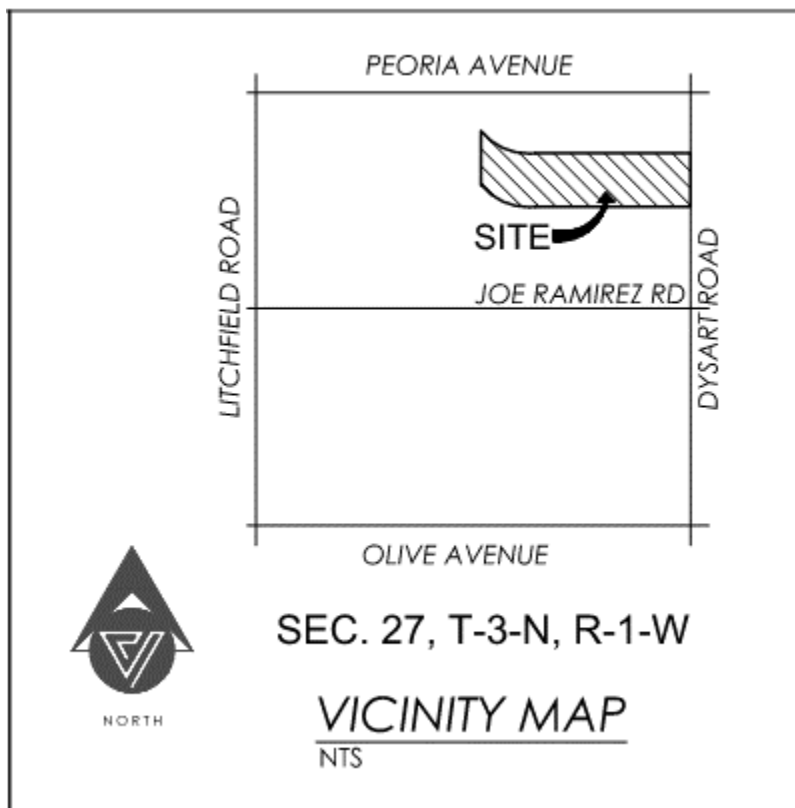 PEORIA AVENUE
LITCHFIELD ROAD
SITE
JOE RAMIREZ RD
DYSART ROAD
OLIVE AVENUE
SEC. 27, T-3-N, R-1-W
NORTH
VICINITY MAP
NTS